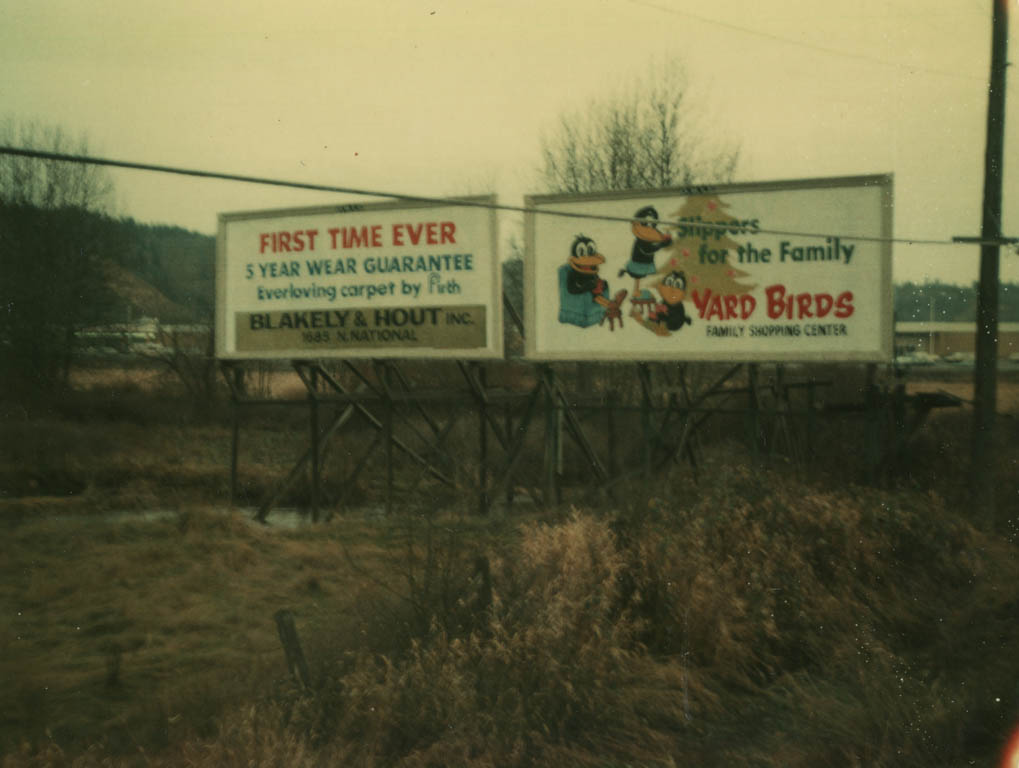 FIRST TIME EVER
5 YEAR WEAR GUARANTEE
Everloving carpet by Firth
BLAKELY & HOUT INC.
1685 N. NATIONAL
Slippers
for the Family
YARD BIRDS
FAMILY SHOPPING CENTER